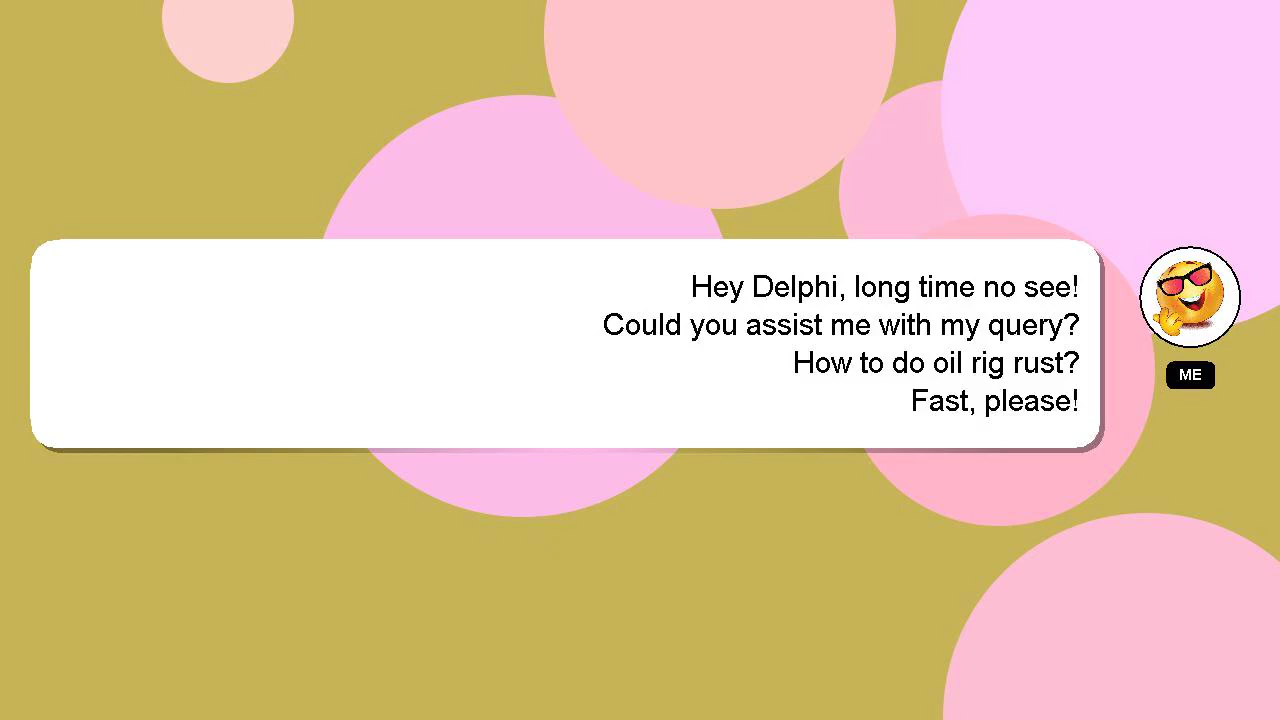 Hey Delphi, long time no see!
Could you assist me with my query?
How to do oil rig rust?
Fast, please!
ME